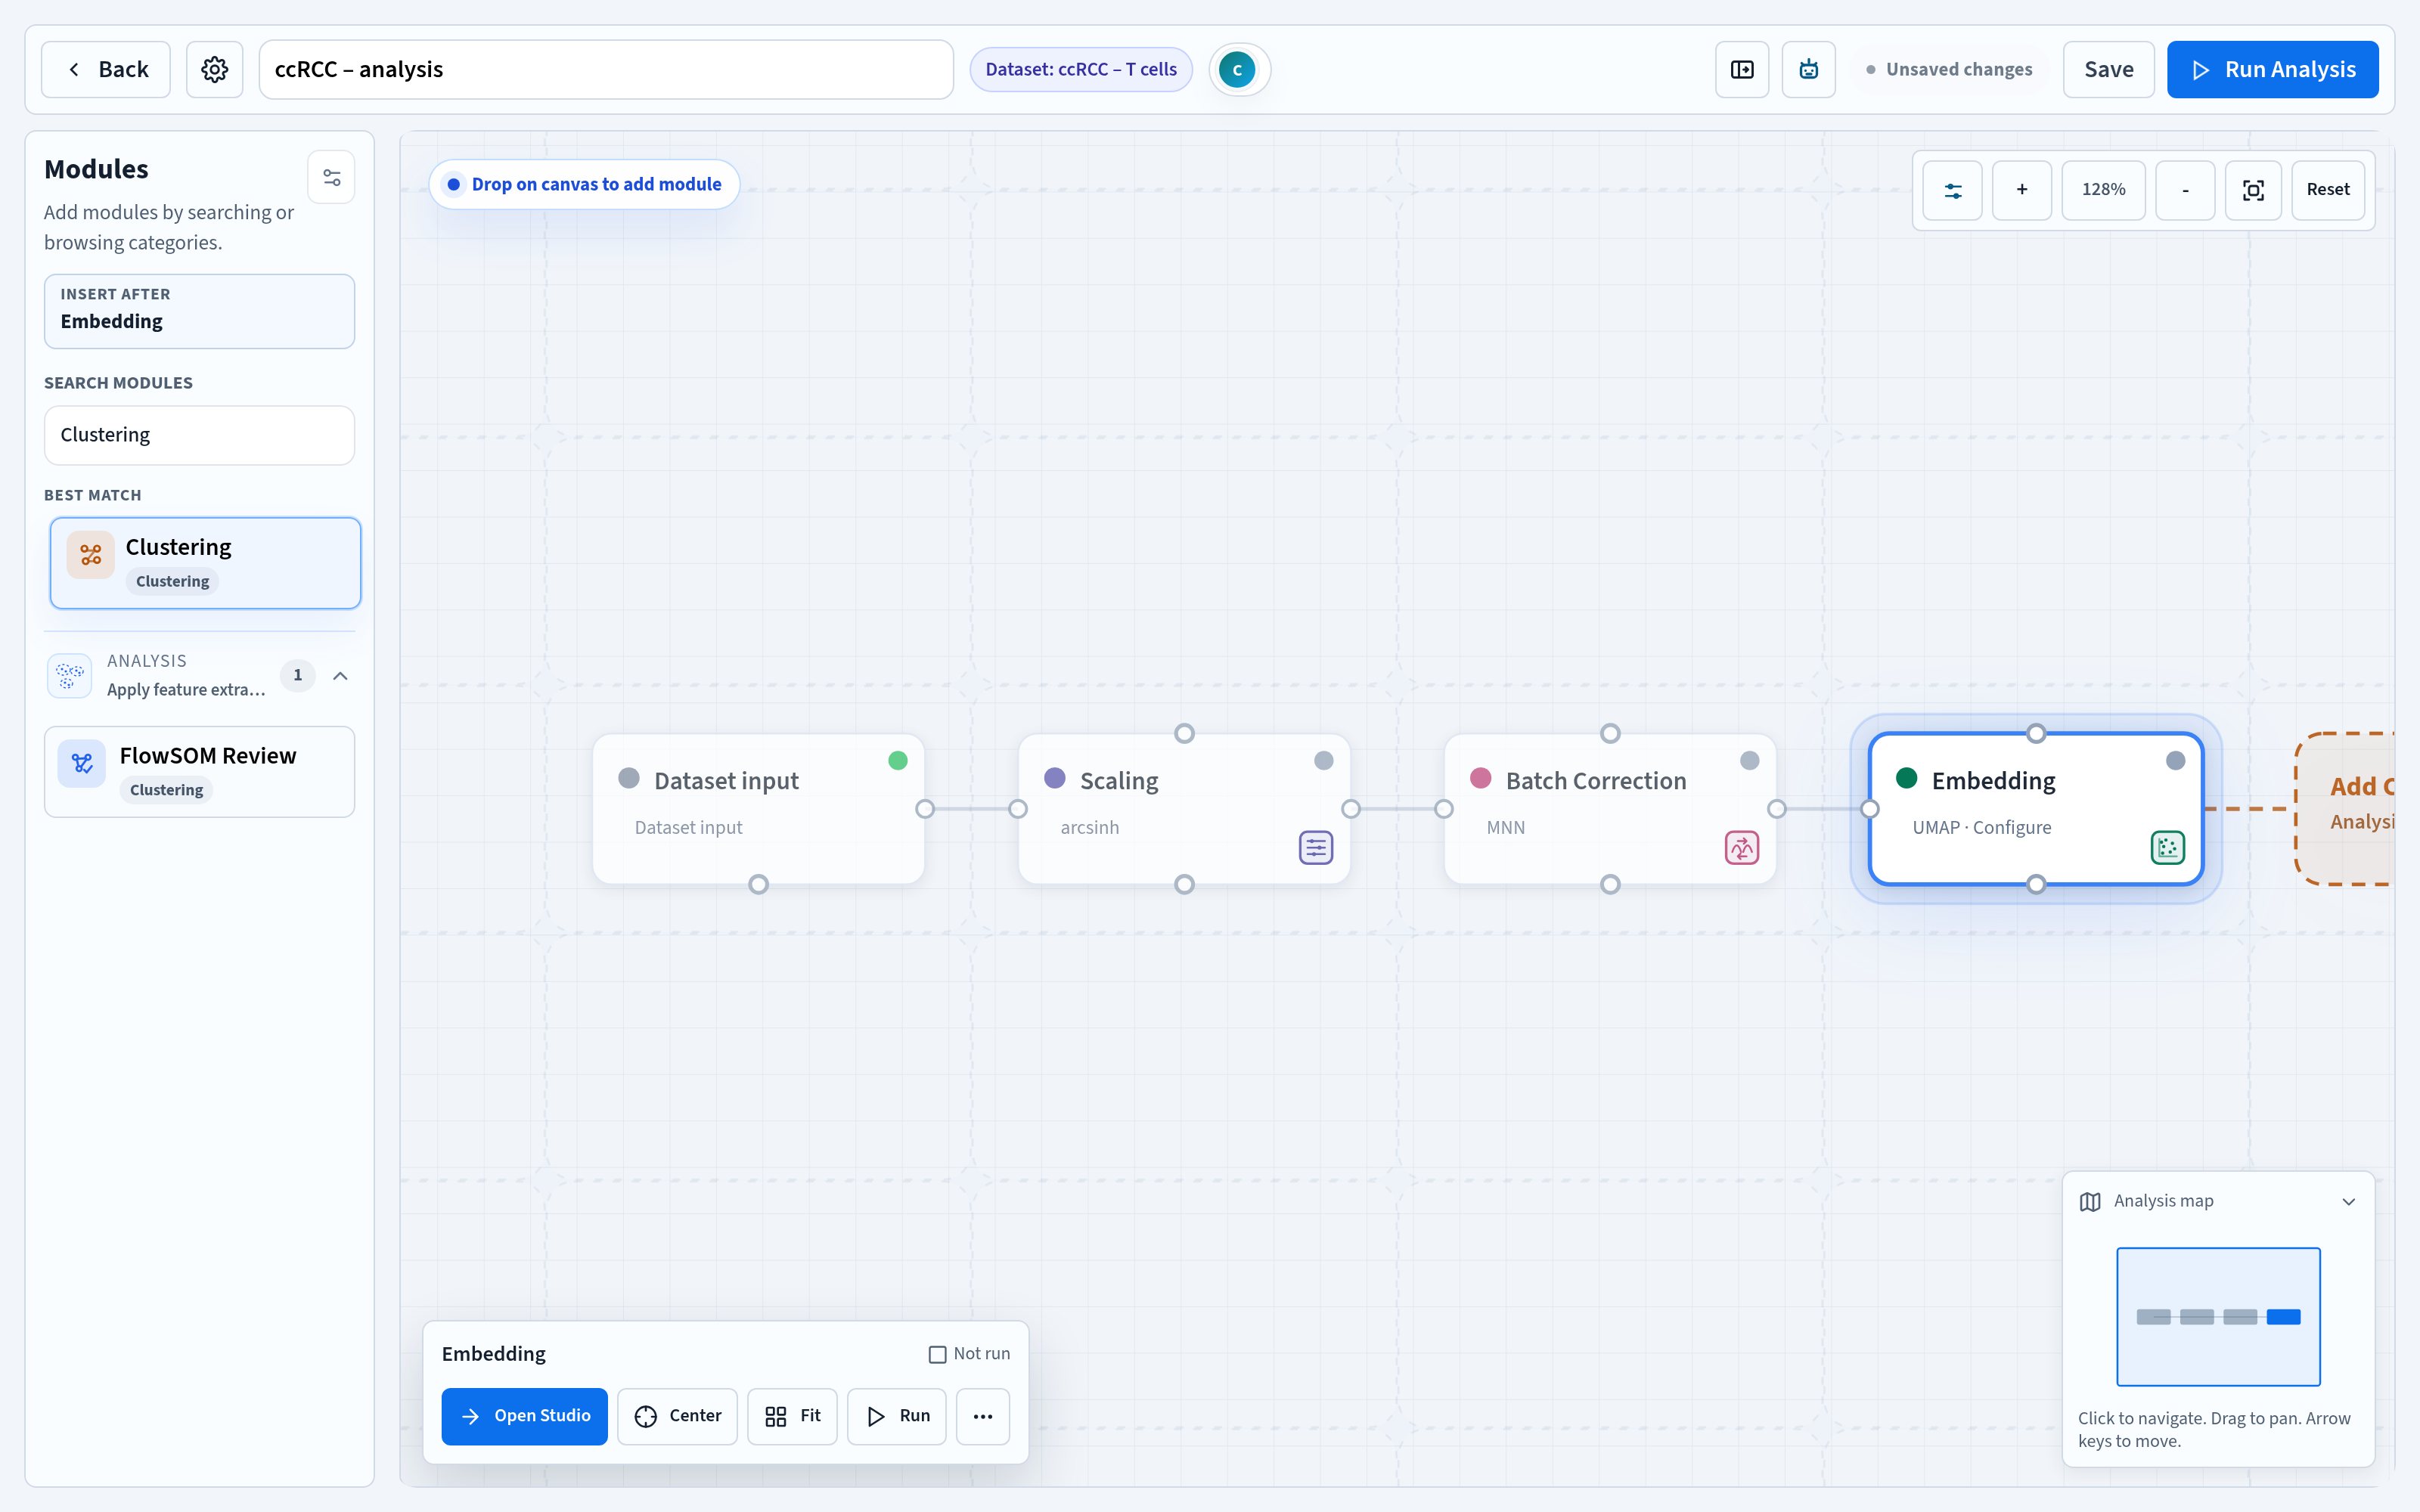 Back
ccRCC – analysis
Dataset: ccRCC – T cells
C
Unsaved changes
Save
Run Analysis
Modules
Add modules by searching or
browsing categories.
INSERT AFTER
Embedding
SEARCH MODULES
Clustering
BEST MATCH
Clustering
Clustering
ANALYSIS
Apply feature extra...
1
FlowSOM Review
Clustering
Drop on canvas to add module
+
128%
-
Reset
Dataset input
Dataset input
Scaling
arcsinh
Batch Correction
MNN
Embedding
UMAP · Configure
Add
Embedding
Not run
Open Studio
Center
Fit
Run
Analysis map
Click to navigate. Drag to pan. Arrow
keys to move.